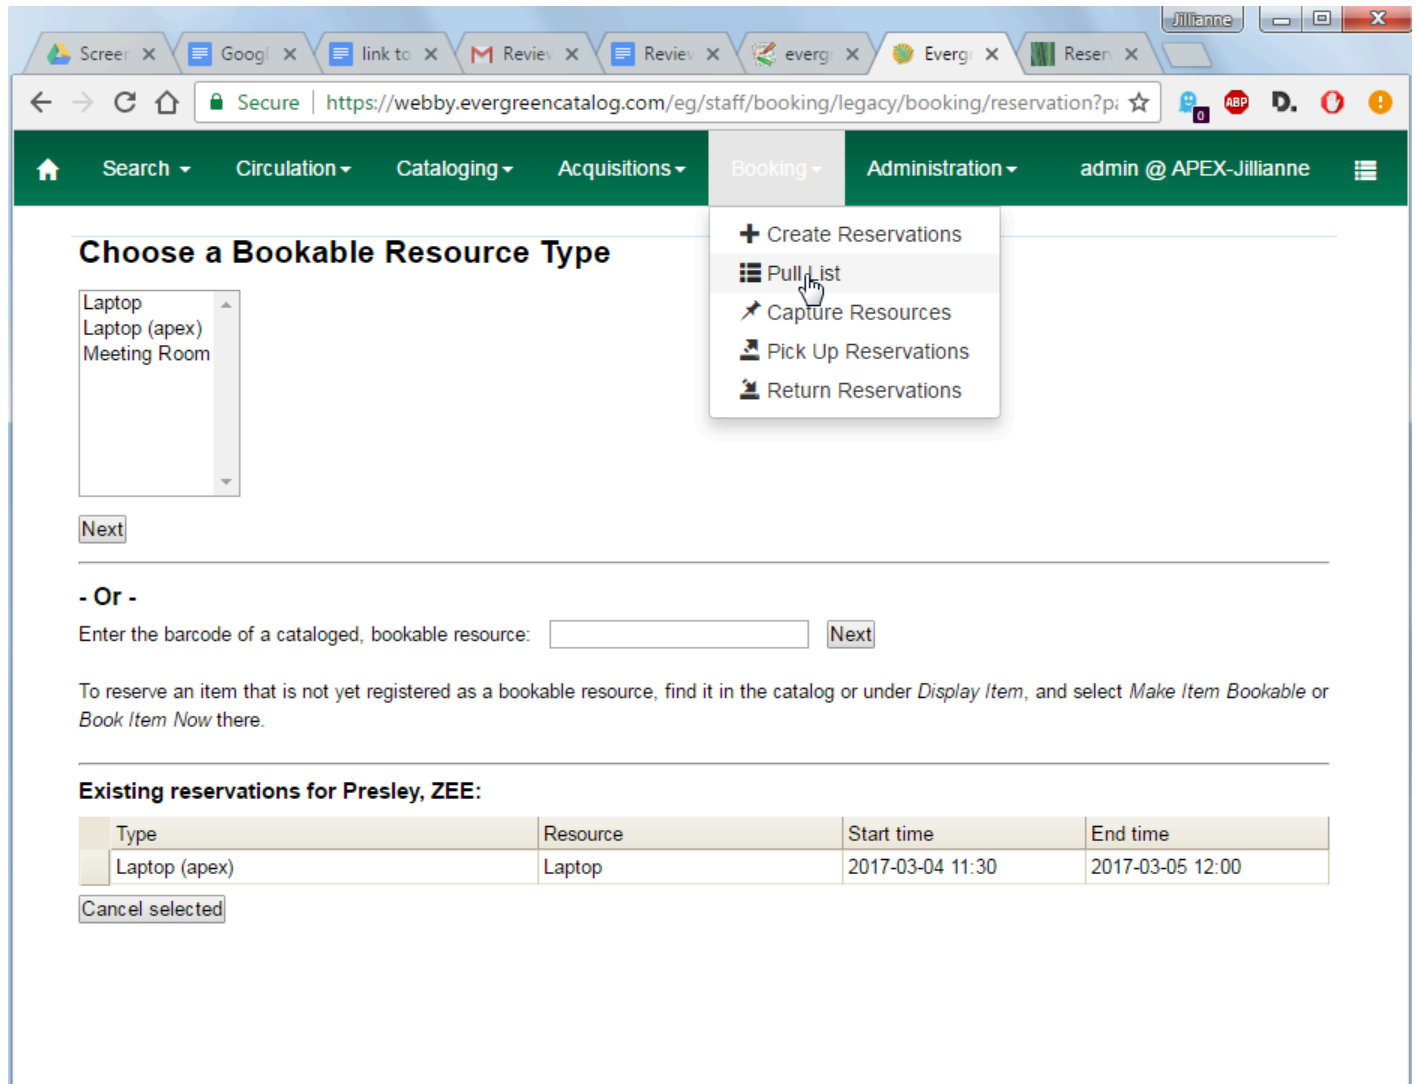 Jillianne
Screen
Googl
link to
Review
Review
everg
Everg
Reserv
Secure | https://webby.evergreencatalog.com/eg/staff/booking/legacy/booking/reservation?pa
0
ABP
D.
Search
Circulation
Cataloging
Acquisitions
Booking
Administration
admin @ APEX-Jillianne
Create Reservations
Pull List
Capture Resources
Pick Up Reservations
Return Reservations
Choose a Bookable Resource Type
Laptop
Laptop (apex)
Meeting Room
Next
- Or -
Enter the barcode of a cataloged, bookable resource:
Next
To reserve an item that is not yet registered as a bookable resource, find it in the catalog or under Display Item, and select Make Item Bookable or
Book Item Now there.
Existing reservations for Presley, ZEE:
Type Resource Start time End time
Laptop (apex) Laptop 2017-03-04 11:30 2017-03-05 12:00
Cancel selected